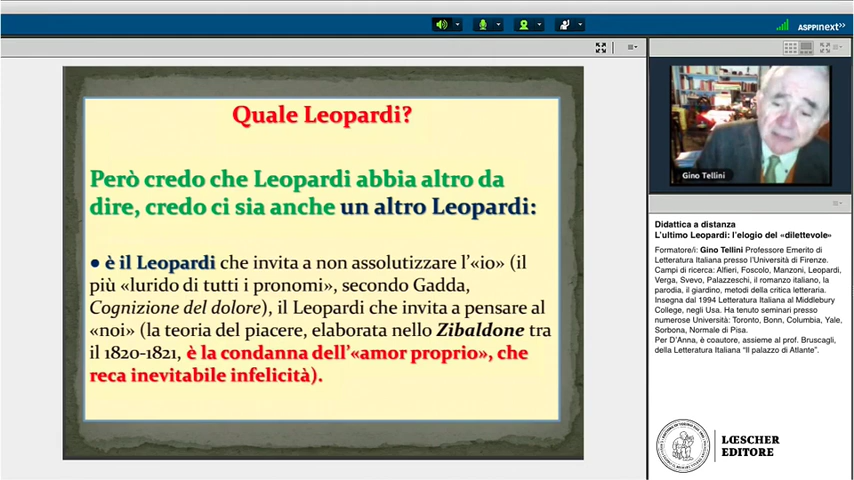 ASPPInext»
Quale Leopardi?
Però credo che Leopardi abbia altro da
dire, credo ci sia anche un altro Leopardi:
● è il Leopardi che invita a non assolutizzare l'«io» (il
più «lurido di tutti i pronomi», secondo Gadda,
Cognizione del dolore), il Leopardi che invita a pensare al
«noi» (la teoria del piacere, elaborata nello Zibaldone tra
il 1820-1821, è la condanna dell'«amor proprio», che
reca inevitabile infelicità).
Gino Tellini
Didattica a distanza
L'ultimo Leopardi: l'elogio del «dilettevole»
Formatore/i: Gino Tellini Professore Emerito di
Letteratura Italiana presso l'Università di Firenze.
Campi di ricerca: Alfieri, Foscolo, Manzoni, Leopardi,
Verga, Svevo, Palazzeschi, il romanzo italiano, la
parodia, il giardino, metodi della critica letteraria.
Insegna dal 1994 Letteratura Italiana al Middlebury
College, negli Usa. Ha tenuto seminari presso
numerose Università: Toronto, Bonn, Columbia, Yale,
Sorbona, Normale di Pisa.
Per D'Anna, è coautore, assieme al prof. Bruscagli,
della Letteratura Italiana "Il palazzo di Atlante".
LŒSCHER
EDITORE